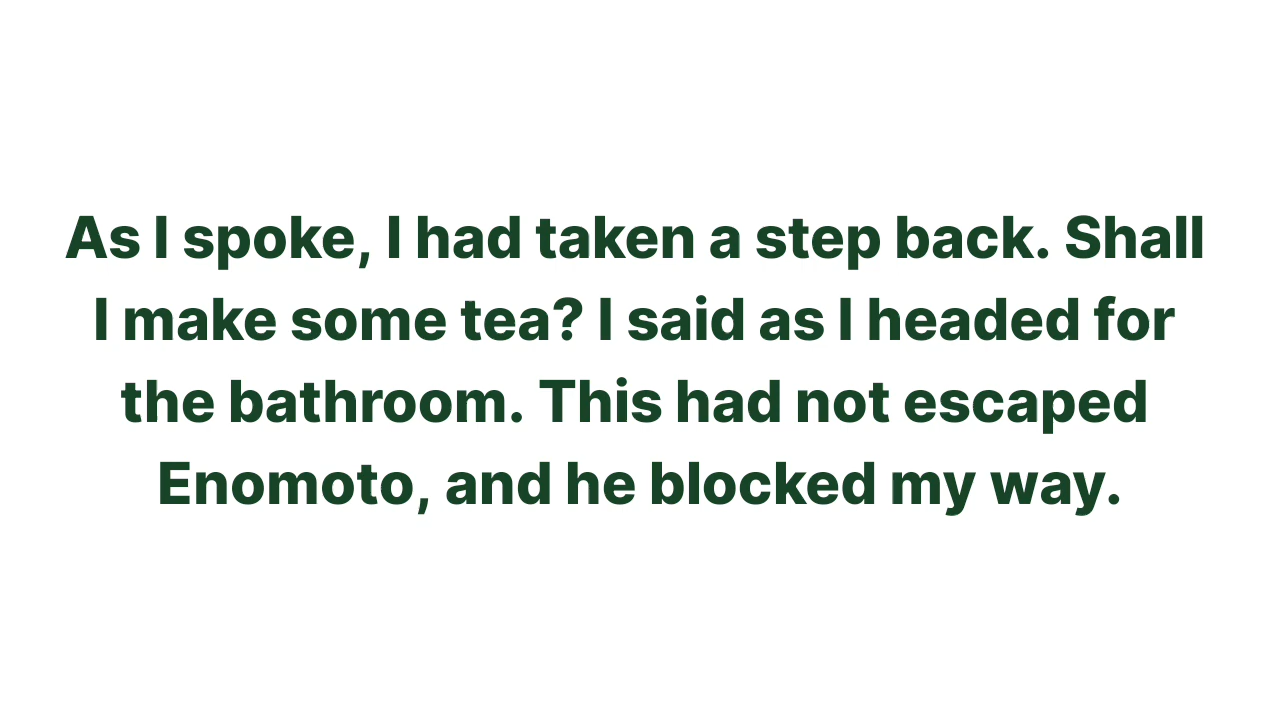 As I spoke, I had taken a step back. Shall
I make some tea? I said as I headed for
the bathroom. This had not escaped
Enomoto, and he blocked my way.